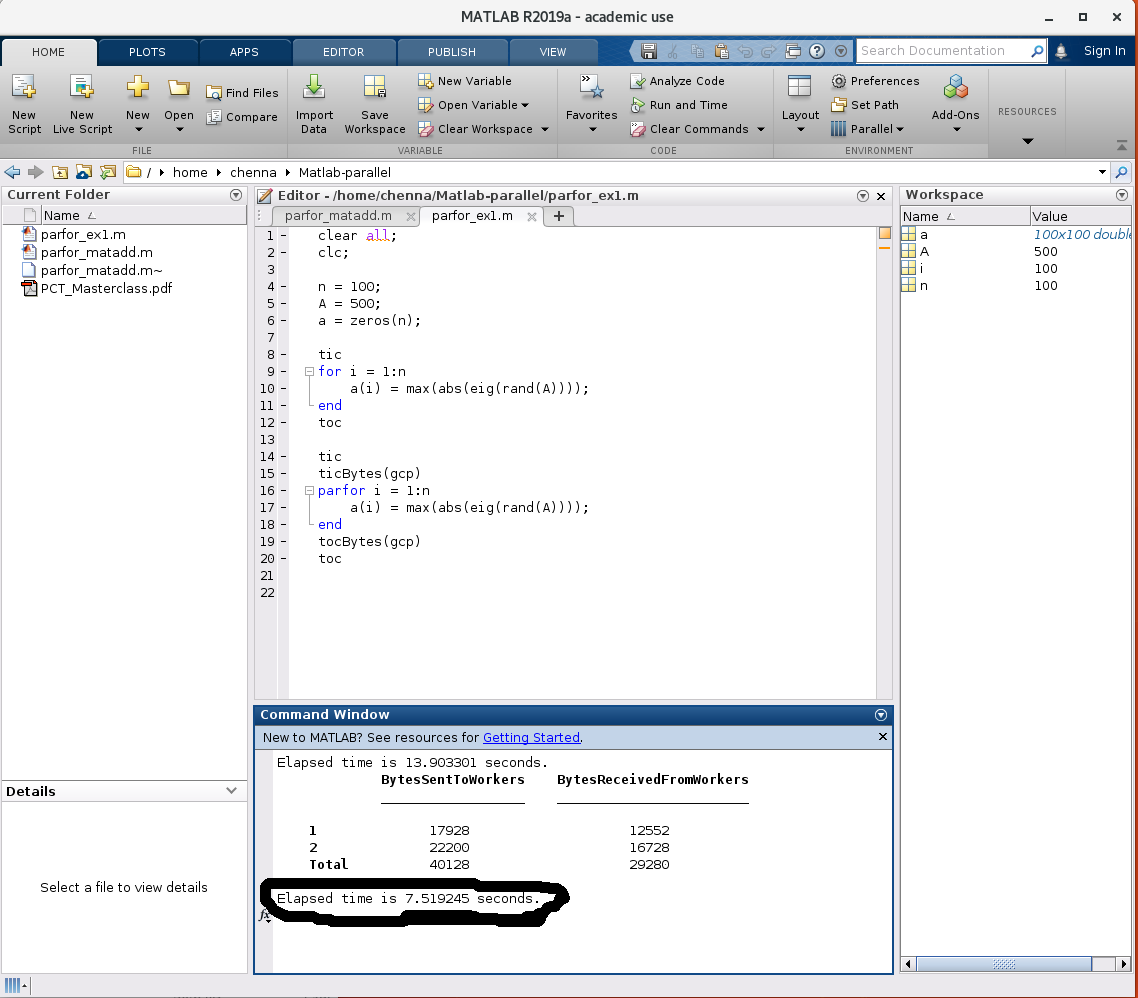 MATLAB R2019a - academic use
HOME PLOTS APPS EDITOR PUBLISH VIEW Search Documentation Sign In
New Script
New Live Script
New
Open
Find Files
Compare
FILE
Import Data
Save Workspace
New Variable
Open Variable
Clear Workspace
VARIABLE
Favorites
Analyze Code
Run and Time
Clear Commands
CODE
Layout
Preferences
Set Path
Parallel
Add-Ons
ENVIRONMENT
RESOURCES
/ home chenna Matlab-parallel
Current Folder
Name
parfor_ex1.m
parfor_matadd.m
parfor_matadd.m~
PCT_Masterclass.pdf
Details
Select a file to view details
Editor - /home/chenna/Matlab-parallel/parfor_ex1.m
parfor_matadd.m parfor_ex1.m +
1 - clear all;
2 - clc;
3
4 - n = 100;
5 - A = 500;
6 - a = zeros(n);
7
8 - tic
9 - for i = 1:n
10 - a(i) = max(abs(eig(rand(A))));
11 - end
12 - toc
13
14 - tic
15 - ticBytes(gcp)
16 - parfor i = 1:n
17 - a(i) = max(abs(eig(rand(A))));
18 - end
19 - tocBytes(gcp)
20 - toc
21
22
Command Window
New to MATLAB? See resources for Getting Started.
Elapsed time is 13.903301 seconds.
BytesSentToWorkers BytesReceivedFromWorkers
1 17928 12552
2 22200 16728
Total 40128 29280
Elapsed time is 7.519245 seconds.
fx
Workspace
Name Value
a 100x100 double
A 500
i 100
n 100